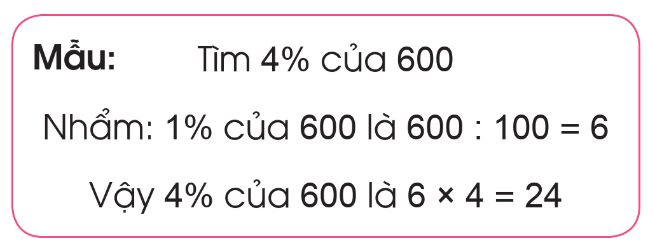 Mẫu: Tìm 4% của 600
Nhẩm: 1% của 600 là 600 : 100 = 6
Vậy 4% của 600 là 6 × 4 = 24